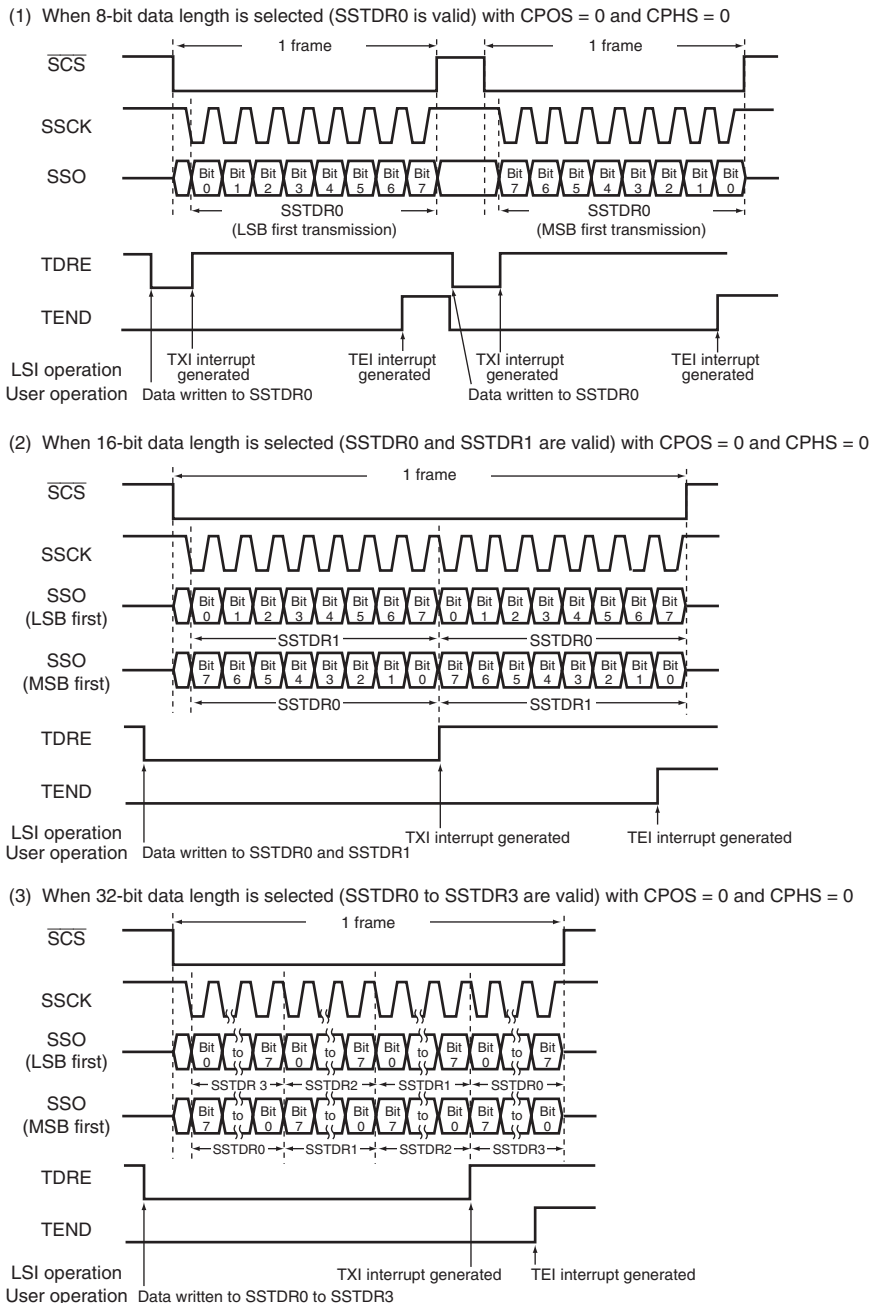 (1) When 8-bit data length is selected (SSTDR0 is valid) with CPOS = 0 and CPHS = 0
1 frame 1 frame
SCS
SSCK
SSO Bit 0 Bit 1 Bit 2 Bit 3 Bit 4 Bit 5 Bit 6 Bit 7 Bit 7 Bit 6 Bit 5 Bit 4 Bit 3 Bit 2 Bit 1 Bit 0
SSTDR0 SSTDR0
(LSB first transmission) (MSB first transmission)
TDRE
TEND
LSI operation TXI interrupt generated TEI interrupt generated TXI interrupt generated TEI interrupt generated
User operation Data written to SSTDR0 Data written to SSTDR0
(2) When 16-bit data length is selected (SSTDR0 and SSTDR1 are valid) with CPOS = 0 and CPHS = 0
1 frame
SCS
SSCK
SSO (LSB first) Bit 0 Bit 1 Bit 2 Bit 3 Bit 4 Bit 5 Bit 6 Bit 7 Bit 0 Bit 1 Bit 2 Bit 3 Bit 4 Bit 5 Bit 6 Bit 7
SSTDR1 SSTDR0
SSO (MSB first) Bit 7 Bit 6 Bit 5 Bit 4 Bit 3 Bit 2 Bit 1 Bit 0 Bit 7 Bit 6 Bit 5 Bit 4 Bit 3 Bit 2 Bit 1 Bit 0
SSTDR0 SSTDR1
TDRE
TEND
LSI operation TXI interrupt generated TEI interrupt generated
User operation Data written to SSTDR0 and SSTDR1
(3) When 32-bit data length is selected (SSTDR0 to SSTDR3 are valid) with CPOS = 0 and CPHS = 0
1 frame
SCS
SSCK
SSO (LSB first) Bit 0 to Bit 7 Bit 0 to Bit 7 Bit 0 to Bit 7 Bit 0 to Bit 7
SSTDR 3 SSTDR2 SSTDR1 SSTDR0
SSO (MSB first) Bit 7 to Bit 0 Bit 7 to Bit 0 Bit 7 to Bit 0 Bit 7 to Bit 0
SSTDR0 SSTDR1 SSTDR2 SSTDR3
TDRE
TEND
LSI operation TXI interrupt generated TEI interrupt generated
User operation Data written to SSTDR0 to SSTDR3